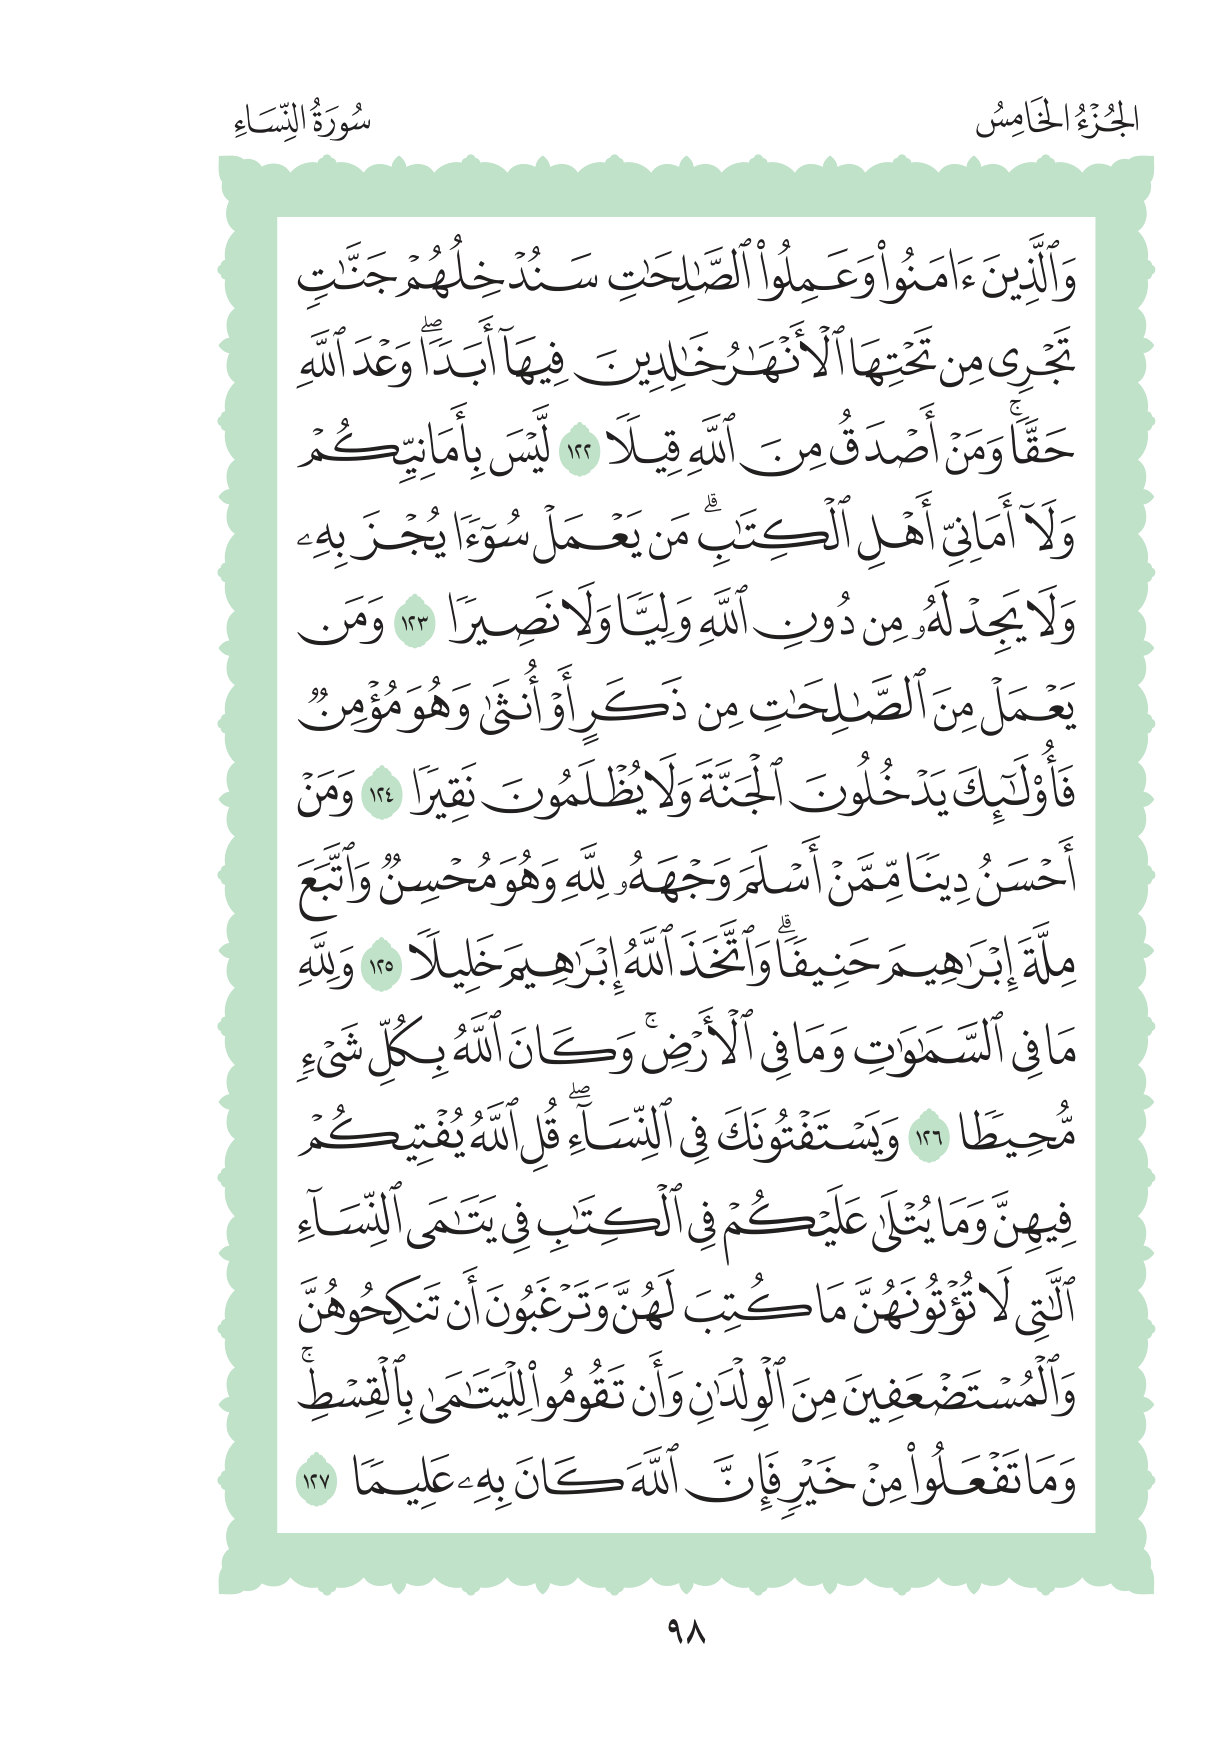 الجُزْءُ الخَامِسُ
سُورَةُ النِّسَاءِ
وَٱلَّذِينَ ءَامَنُوا۟ وَعَمِلُوا۟ ٱلصَّٰلِحَٰتِ سَنُدْخِلُهُمْ جَنَّٰتٍ
تَجْرِى مِن تَحْتِهَا ٱلْأَنْهَٰرُ خَٰلِدِينَ فِيهَآ أَبَدًا ۖ وَعْدَ ٱللَّهِ
حَقًّا ۚ وَمَنْ أَصْدَقُ مِنَ ٱللَّهِ قِيلًا ١٢٢ لَّيْسَ بِأَمَانِيِّكُمْ
وَلَآ أَمَانِىِّ أَهْلِ ٱلْكِتَٰبِ ۗ مَن يَعْمَلْ سُوٓءًا يُجْزَ بِهِۦ
وَلَا يَجِدْ لَهُۥ مِن دُونِ ٱللَّهِ وَلِيًّا وَلَا نَصِيرًا ١٢٣ وَمَن
يَعْمَلْ مِنَ ٱلصَّٰلِحَٰتِ مِن ذَكَرٍ أَوْ أُنثَىٰ وَهُوَ مُؤْمِنٌ
فَأُو۟لَٰٓئِكَ يَدْخُلُونَ ٱلْجَنَّةَ وَلَا يُظْلَمُونَ نَقِيرًا ١٢٤ وَمَنْ
أَحْسَنُ دِينًا مِّمَّنْ أَسْلَمَ وَجْهَهُۥ لِلَّهِ وَهُوَ مُحْسِنٌ وَٱتَّبَعَ
مِلَّةَ إِبْرَٰهِيمَ حَنِيفًا ۗ وَٱتَّخَذَ ٱللَّهُ إِبْرَٰهِيمَ خَلِيلًا ١٢٥ وَلِلَّهِ
مَا فِى ٱلسَّمَٰوَٰتِ وَمَا فِى ٱلْأَرْضِ ۚ وَكَانَ ٱللَّهُ بِكُلِّ شَىْءٍ
مُّحِيطًا ١٢٦ وَيَسْتَفْتُونَكَ فِى ٱلنِّسَآءِ ۖ قُلِ ٱللَّهُ يُفْتِيكُمْ
فِيهِنَّ وَمَا يُتْلَىٰ عَلَيْكُمْ فِى ٱلْكِتَٰبِ فِى يَتَٰمَى ٱلنِّسَآءِ
ٱلَّٰتِى لَا تُؤْتُونَهُنَّ مَا كُتِبَ لَهُنَّ وَتَرْغَبُونَ أَن تَنكِحُوهُنَّ
وَٱلْمُسْتَضْعَفِينَ مِنَ ٱلْوِلْدَٰنِ وَأَن تَقُومُوا۟ لِلْيَتَٰمَىٰ بِٱلْقِسْطِ ۚ
وَمَا تَفْعَلُوا۟ مِنْ خَيْرٍ فَإِنَّ ٱللَّهَ كَانَ بِهِۦ عَلِيمًا ١٢٧
٩٨